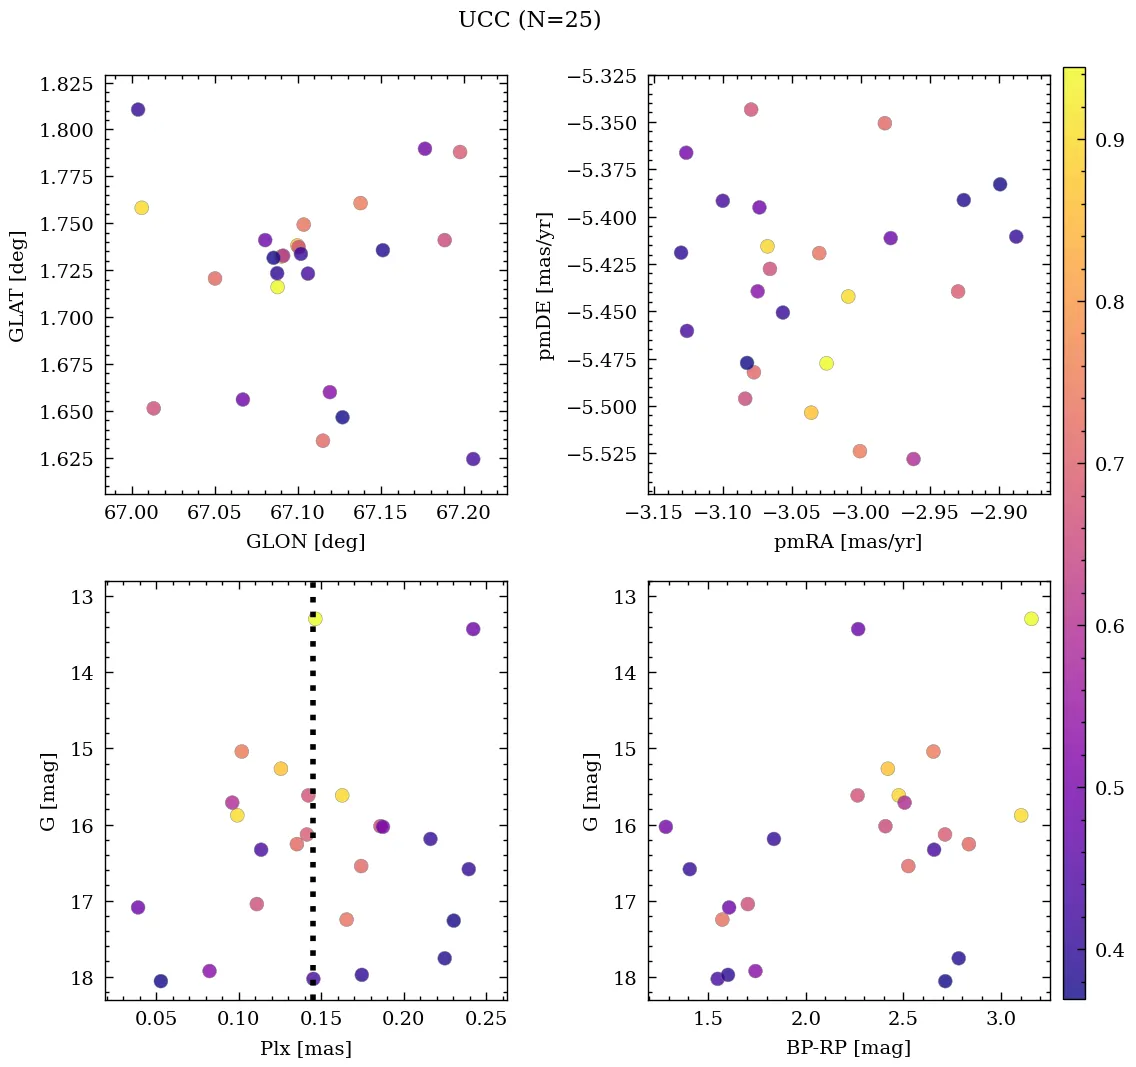 UCC (N=25)
1.825
1.800
1.775
1.750
1.725
1.700
1.675
1.650
1.625
GLAT [deg]
67.00 67.05 67.10 67.15 67.20
GLON [deg]
−5.325
−5.350
−5.375
−5.400
−5.425
−5.450
−5.475
−5.500
−5.525
pmDE [mas/yr]
−3.15 −3.10 −3.05 −3.00 −2.95 −2.90
pmRA [mas/yr]
13
14
15
16
17
18
G [mag]
0.05 0.10 0.15 0.20 0.25
Plx [mas]
13
14
15
16
17
18
G [mag]
1.5 2.0 2.5 3.0
BP-RP [mag]
0.9
0.8
0.7
0.6
0.5
0.4